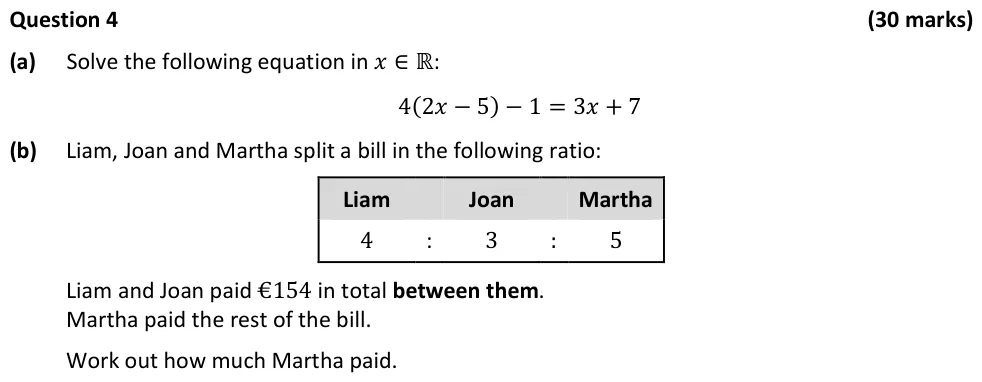 Question 4 (30 marks)
(a) Solve the following equation in 𝑥 ∈ ℝ:
4(2𝑥 − 5) − 1 = 3𝑥 + 7
(b) Liam, Joan and Martha split a bill in the following ratio:
Liam Joan Martha
4 : 3 : 5
Liam and Joan paid €154 in total between them.
Martha paid the rest of the bill.
Work out how much Martha paid.